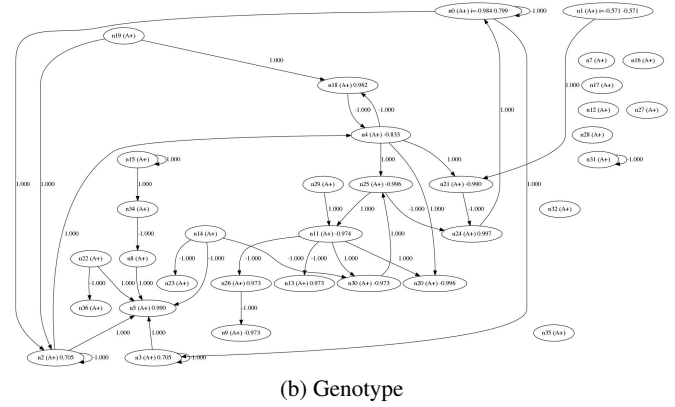 n0 (A+) i=-0.984 0.799
-1.000
n1 (A+) i=-0.571 -0.571
n19 (A+)
1.000
n7 (A+)
n16 (A+)
n18 (A+) 0.962
n17 (A+)
1.000
1.000
-1.000
-1.000
1.000
1.000
n12 (A+)
n27 (A+)
n4 (A+) -0.833
n28 (A+)
n15 (A+)
1.000
1.000
1.000
n31 (A+)
-1.000
1.000
n29 (A+)
n25 (A+) -0.996
n21 (A+) -0.990
1.000
1.000
n34 (A+)
1.000
1.000
-1.000
1.000
-1.000
n32 (A+)
n14 (A+)
n11 (A+) -0.974
n24 (A+) 0.997
-1.000
n22 (A+)
n8 (A+)
-1.000
-1.000
-1.000
-1.000
-1.000
1.000
1.000
1.000
-1.000
1.000
1.000
n23 (A+)
n26 (A+) 0.973
n13 (A+) 0.973
n30 (A+) -0.973
n20 (A+) -0.996
n36 (A+)
n5 (A+) 0.990
-1.000
n9 (A+) -0.973
n35 (A+)
1.000
1.000
n2 (A+) 0.705
-1.000
n3 (A+) 0.705
-1.000
(b) Genotype